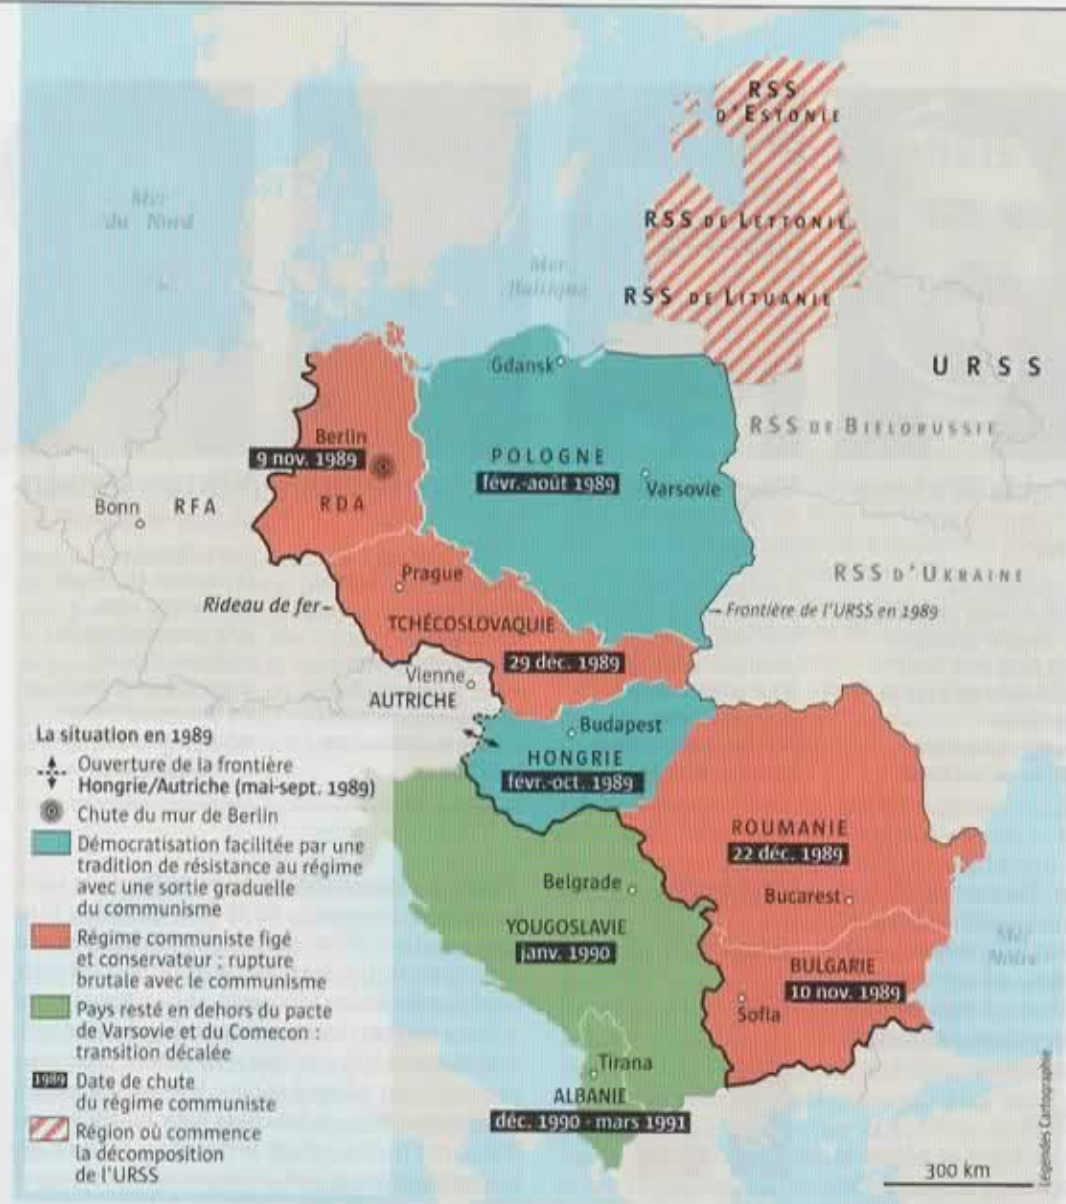 RSS
D'ESTONIE
RSS DE LETTONIE
RSS DE LITUANIE
Mer
du Nord
Mer
Baltique
URSS
Gdansk
RSS DE BIÉLORUSSIE
Berlin
9 nov. 1989
POLOGNE
févr.-août 1989
Varsovie
Bonn
RFA
RDA
RSS D'UKRAINE
Prague
Rideau de fer
Frontière de l'URSS en 1989
TCHÉCOSLOVAQUIE
29 déc. 1989
Vienne
AUTRICHE
Budapest
HONGRIE
févr.-oct. 1989
ROUMANIE
22 déc. 1989
Belgrade
Bucarest
YOUGOSLAVIE
janv. 1990
Mer
Noire
BULGARIE
10 nov. 1989
Sofia
Tirana
ALBANIE
déc. 1990 - mars 1991
La situation en 1989
Ouverture de la frontière
Hongrie/Autriche (mai-sept. 1989)
Chute du mur de Berlin
Démocratisation facilitée par une
tradition de résistance au régime
avec une sortie graduelle
du communisme
Régime communiste figé
et conservateur ; rupture
brutale avec le communisme
Pays resté en dehors du pacte
de Varsovie et du Comecon :
transition décalée
1989 Date de chute
du régime communiste
Région où commence
la décomposition
de l'URSS
300 km
Légendes Cartographie